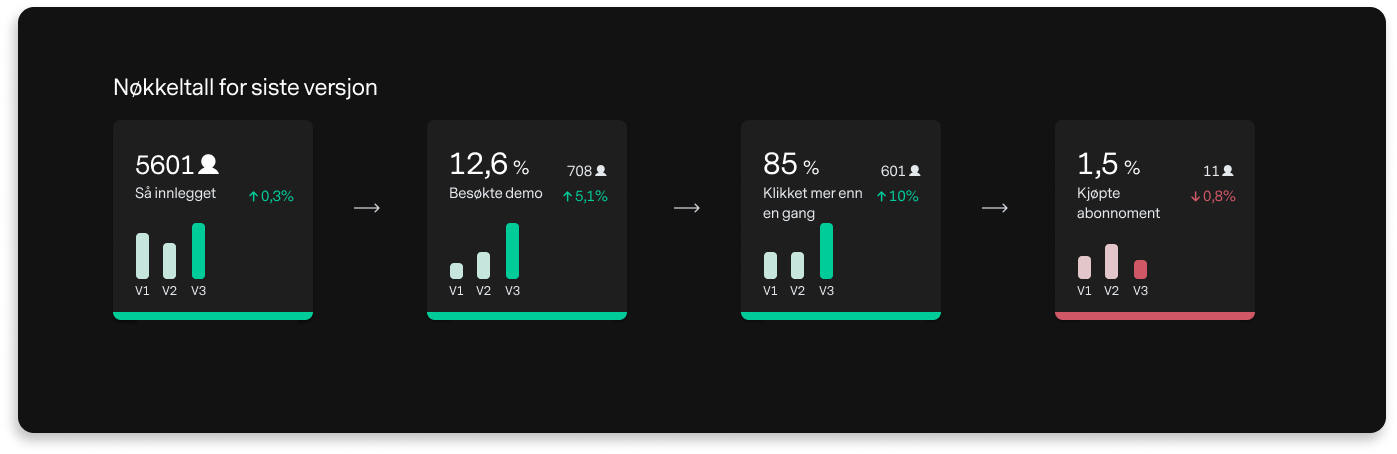 Nøkkeltall for siste versjon
5601
Så innlegget
↑ 0,3%
V1 V2 V3
12,6 %
708
Besøkte demo
↑ 5,1%
V1 V2 V3
85 %
601
Klikket mer enn
en gang
↑ 10%
V1 V2 V3
1,5 %
11
Kjøpte
abonnoment
↓ 0,8%
V1 V2 V3